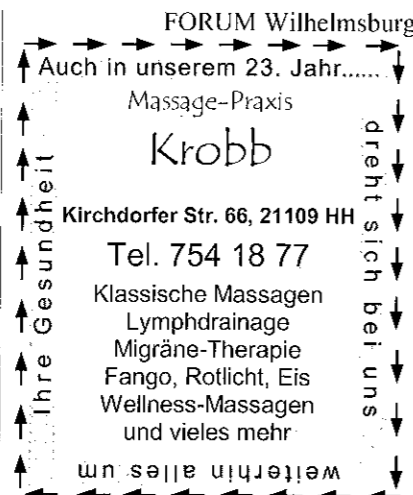 FORUM Wilhelmsburg
Auch in unserem 23. Jahr......
Massage-Praxis
Krobb
Kirchdorfer Str. 66, 21109 HH
Tel. 754 18 77
Klassische Massagen
Lymphdrainage
Migräne-Therapie
Fango, Rotlicht, Eis
Wellness-Massagen
und vieles mehr
dreht sich bei uns
weiterhin alles um
Ihre Gesundheit